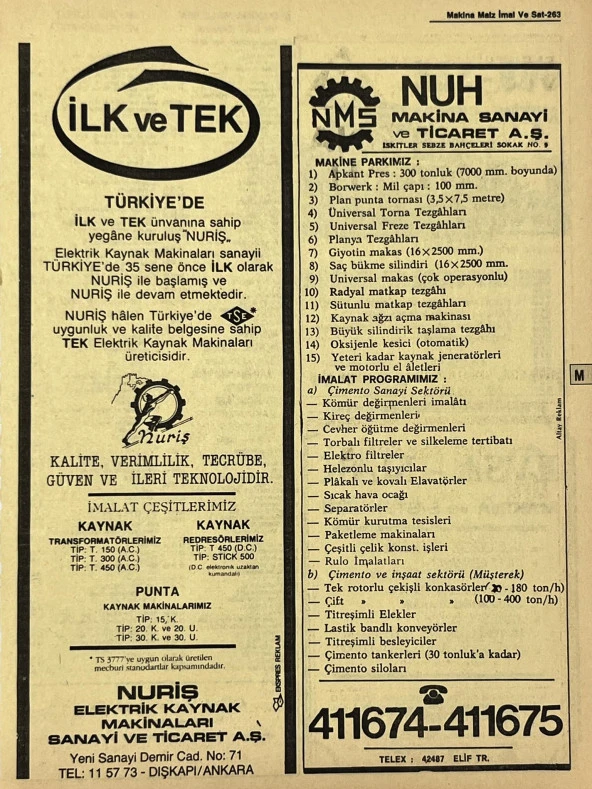 Makina Malz İmal Ve Sat-263
İLK ve TEK
TÜRKİYE'DE
İLK ve TEK ünvanına sahip
yegâne kuruluş "NURİŞ„
Elektrik Kaynak Makinaları sanayii
TÜRKİYE'DE 35 sene önce İLK olarak
NURİŞ ile başlamış ve
NURİŞ ile devam etmektedir.
NURİŞ hâlen Türkiye'de TSE
uygunluk ve kalite belgesine sahip
TEK Elektrik Kaynak Makinaları
üreticisidir.
Nuriş
KALİTE, VERİMLİLİK, TECRÜBE,
GÜVEN VE İLERİ TEKNOLOJİDİR.
İMALAT ÇEŞİTLERİMİZ
KAYNAK
TRANSFORMATÖRLERİMİZ
TİP: T. 150 (A.C.)
TİP: T. 300 (A.C.)
TİP: T. 450 (A.C.)
KAYNAK
REDRESÖRLERİMİZ
TİP: T 450 (D.C.)
TİP: STICK 500
(D.C. elektronik uzaktan
kumandalı)
PUNTA
KAYNAK MAKİNALARIMIZ
TİP: 15, K.
TİP: 20. K. ve 20. U.
TİP: 30. K. ve 30. U.
* TS 3777'ye uygun olarak üretilen
mecburi standartlar kapsamındadır.
EKSPRES REKLAM
NURİŞ
ELEKTRİK KAYNAK
MAKİNALARI
SANAYİ VE TİCARET A.Ş.
Yeni Sanayi Demir Cad. No: 71
TEL: 11 57 73 - DIŞKAPI/ANKARA
NMS
NUH
MAKİNA SANAYİ
ve TİCARET A.Ş.
İSKİTLER SEBZE BAHÇELERİ SOKAK NO. 9
MAKİNE PARKIMIZ :
1) Apkant Pres : 300 tonluk (7000 mm. boyunda)
2) Borwerk : Mil çapı : 100 mm.
3) Plan punta tornası (3,5×7,5 metre)
4) Üniversal Torna Tezgâhları
5) Universal Freze Tezgâhları
6) Planya Tezgâhları
7) Giyotin makas (16×2500 mm.)
8) Saç bükme silindiri (16×2500 mm.
9) Universal makas (çok operasyonlu)
10) Radyal matkap tezgâhı
11) Sütunlu matkap tezgâhları
12) Kaynak ağzı açma makinası
13) Büyük silindirik taşlama tezgâhı
14) Oksijenle kesici (otomatik)
15) Yeteri kadar kaynak jeneratörleri
ve motorlu el âletleri
İMALAT PROGRAMIMIZ :
a) Çimento Sanayi Sektörü
— Kömür değirmenleri imalâtı
— Kireç değirmenleri
— Cevher öğütme değirmenleri
— Torbalı filtreler ve silkeleme tertibatı
— Elektro filtreler
— Helezonlu taşıyıcılar
— Plâkalı ve kovalı Elavatörler
— Sıcak hava ocağı
— Separatörler
— Kömür kurutma tesisleri
— Paketleme makinaları
— Çeşitli çelik konst. işleri
— Rulo İmalatları
b) Çimento ve inşaat sektörü (Müşterek)
— Tek rotorlu çekişli konkasörler( - 180 ton/h)
— Çift » » (100 - 400 ton/h)
— Titreşimli Elekler
— Lastik bandlı konveyörler
— Titreşimli besleyiciler
— Çimento tankerleri (30 tonluk'a kadar)
— Çimento siloları
411674-411675
TELEX : 42487 ELİF TR.
M
Altay Reklam